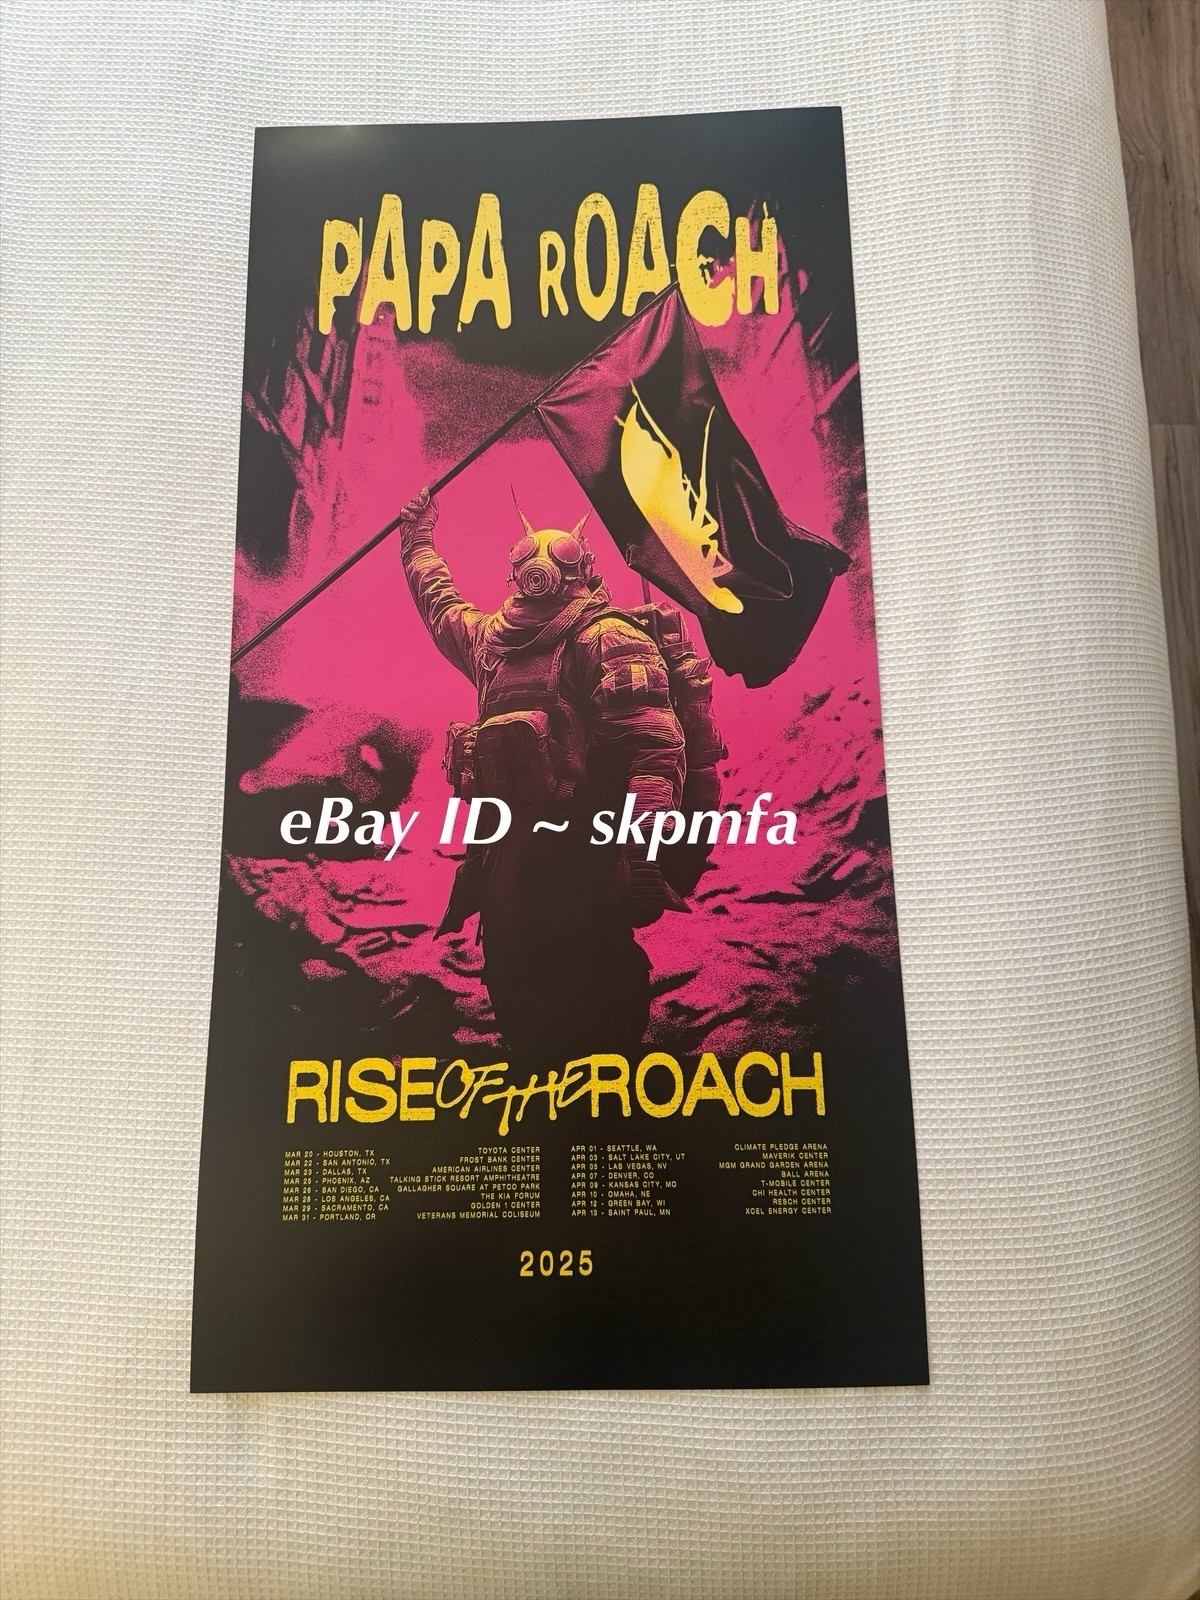 PAPA ROACH
eBay ID ~ skpmfa
RISE OF THE ROACH
MAR 20 - HOUSTON, TX TOYOTA CENTER
MAR 22 - SAN ANTONIO, TX FROST BANK CENTER
MAR 23 - DALLAS, TX AMERICAN AIRLINES CENTER
MAR 25 - PHOENIX, AZ TALKING STICK RESORT AMPHITHEATRE
MAR 26 - SAN DIEGO, CA GALLAGHER SQUARE AT PETCO PARK
MAR 28 - LOS ANGELES, CA THE KIA FORUM
MAR 29 - SACRAMENTO, CA GOLDEN 1 CENTER
MAR 31 - PORTLAND, OR VETERANS MEMORIAL COLISEUM
APR 01 - SEATTLE, WA CLIMATE PLEDGE ARENA
APR 03 - SALT LAKE CITY, UT MAVERIK CENTER
APR 05 - LAS VEGAS, NV MGM GRAND GARDEN ARENA
APR 07 - DENVER, CO BALL ARENA
APR 09 - KANSAS CITY, MO T-MOBILE CENTER
APR 10 - OMAHA, NE CHI HEALTH CENTER
APR 12 - GREEN BAY, WI RESCH CENTER
APR 13 - SAINT PAUL, MN XCEL ENERGY CENTER
2025